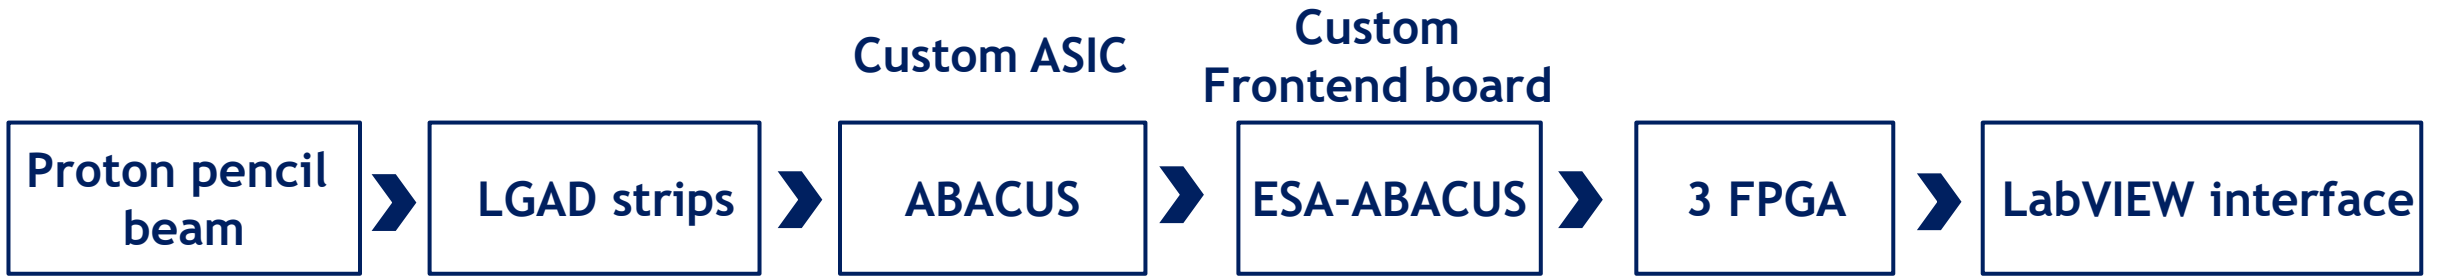 Custom ASIC
Custom
Frontend board
Proton pencil
beam
LGAD strips
ABACUS
ESA-ABACUS
3 FPGA
LabVIEW interface